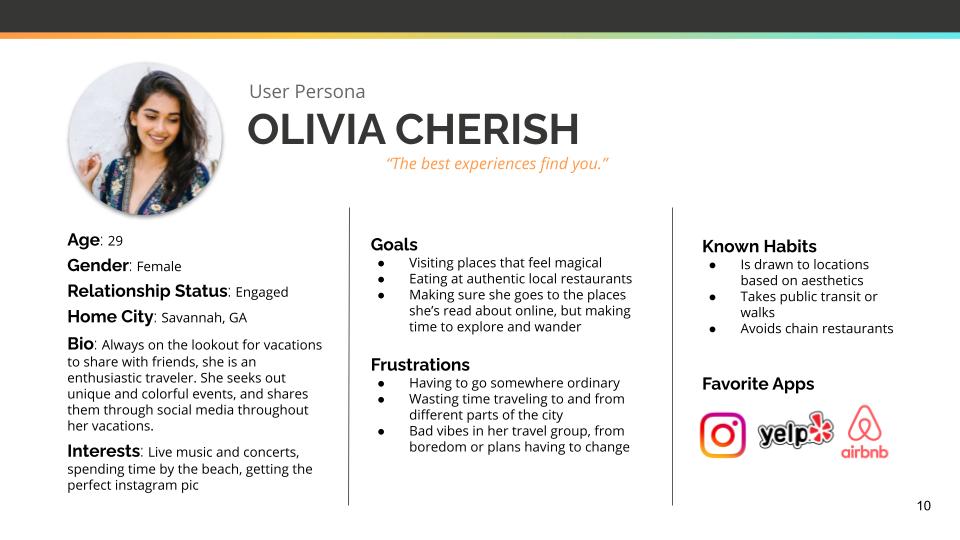 User Persona
OLIVIA CHERISH
“The best experiences find you.”
Age: 29
Gender: Female
Relationship Status: Engaged
Home City: Savannah, GA
Bio: Always on the lookout for vacations
to share with friends, she is an
enthusiastic traveler. She seeks out
unique and colorful events, and shares
them through social media throughout
her vacations.
Interests: Live music and concerts,
spending time by the beach, getting the
perfect instagram pic
Goals
● Visiting places that feel magical
● Eating at authentic local restaurants
● Making sure she goes to the places
she’s read about online, but making
time to explore and wander
Frustrations
● Having to go somewhere ordinary
● Wasting time traveling to and from
different parts of the city
● Bad vibes in her travel group, from
boredom or plans having to change
Known Habits
● Is drawn to locations
based on aesthetics
● Takes public transit or
walks
● Avoids chain restaurants
Favorite Apps
yelp
airbnb
10